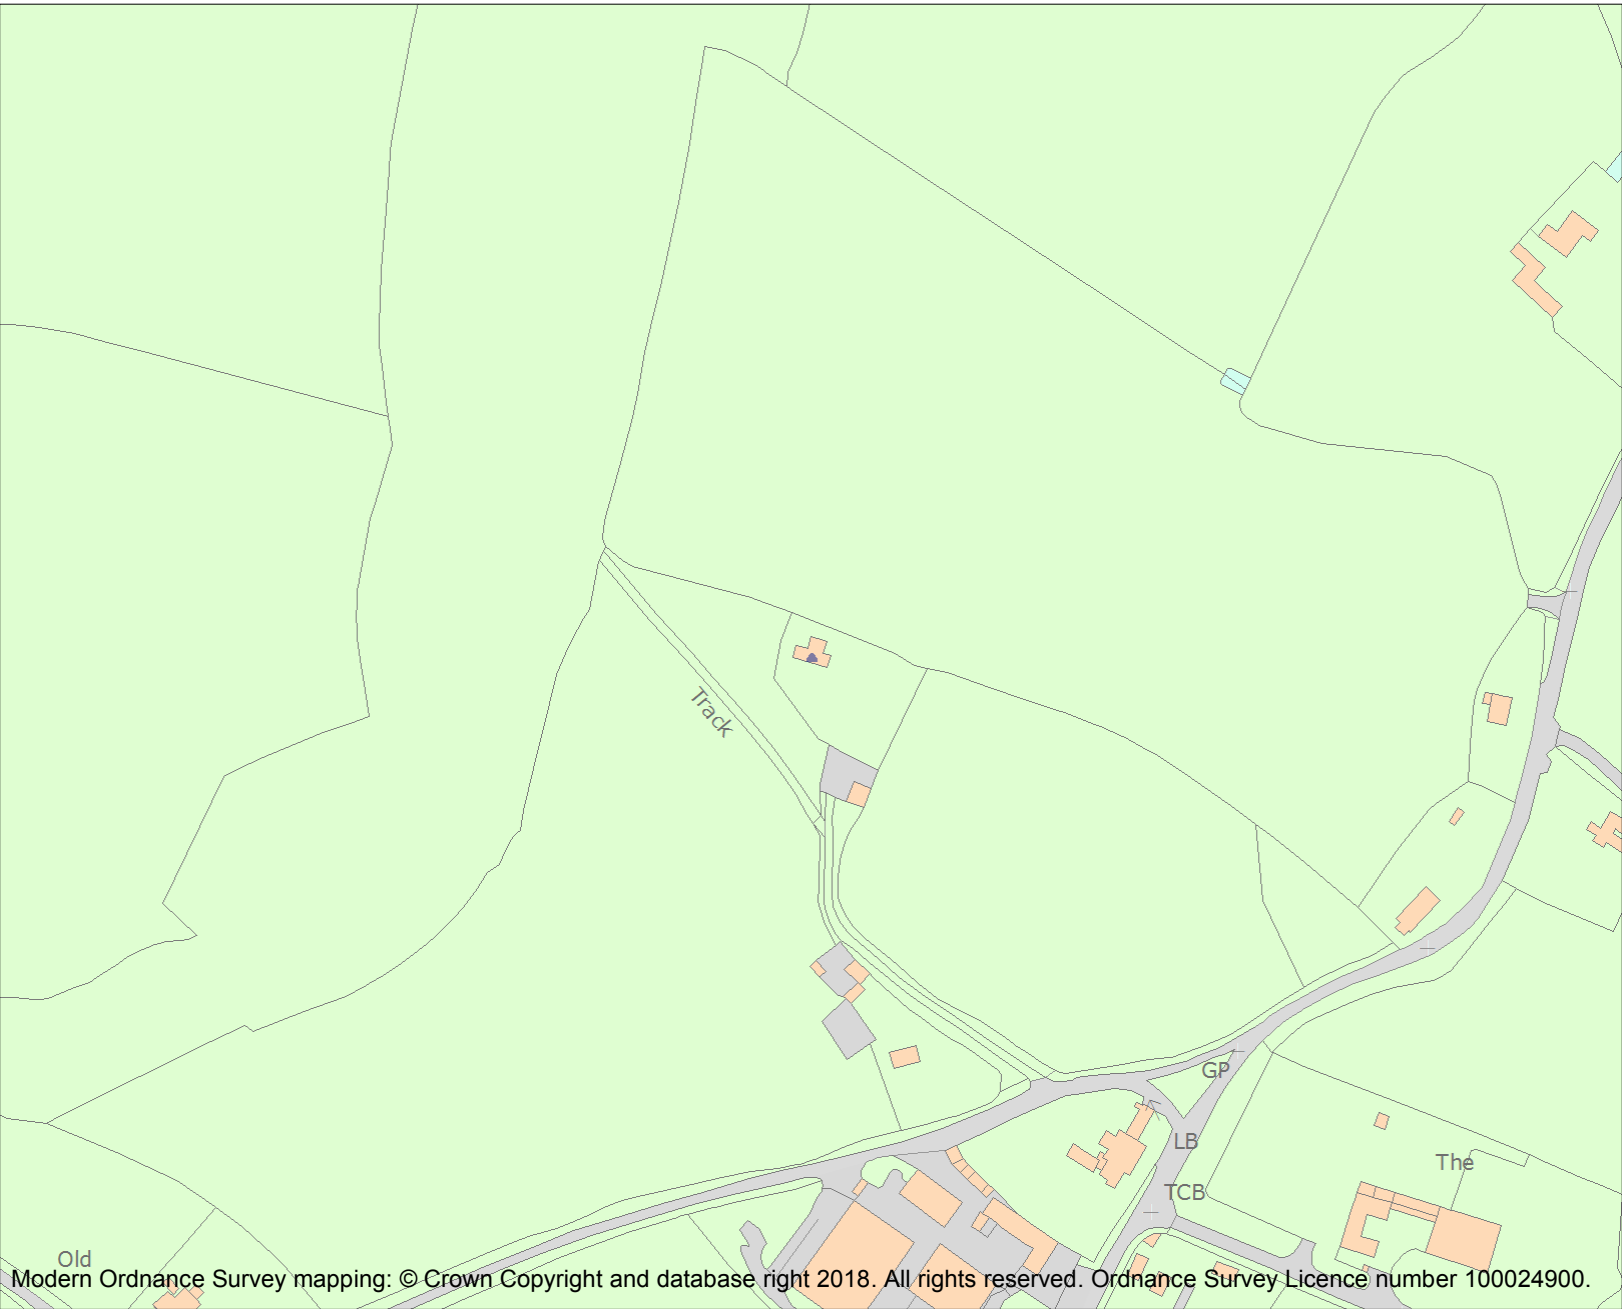 Track
GP
LB
The
TCB
Old
Modern Ordnance Survey mapping: © Crown Copyright and database right 2018. All rights reserved. Ordnance Survey Licence number 100024900.